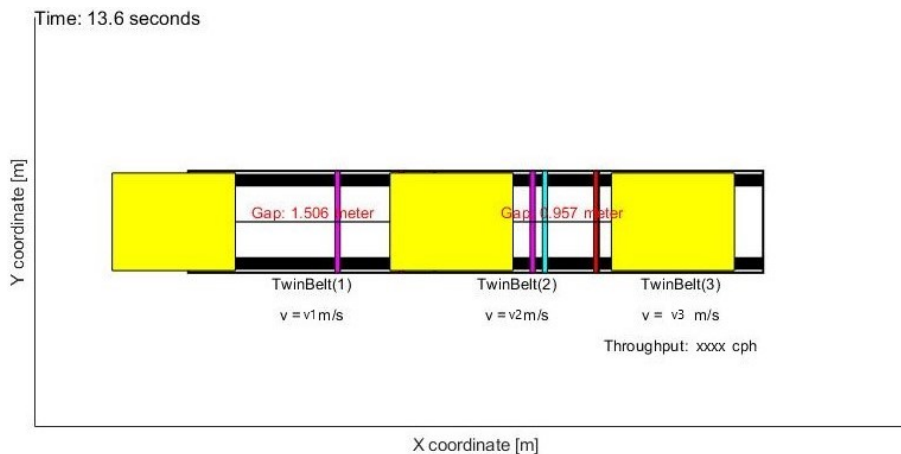 Time: 13.6 seconds
Y coordinate [m]
Gap: 1.506 meter
Gap: 0.957 meter
TwinBelt(1)
TwinBelt(2)
TwinBelt(3)
v = v1 m/s
v = v2 m/s
v = v3 m/s
Throughput: xxxx cph
X coordinate [m]